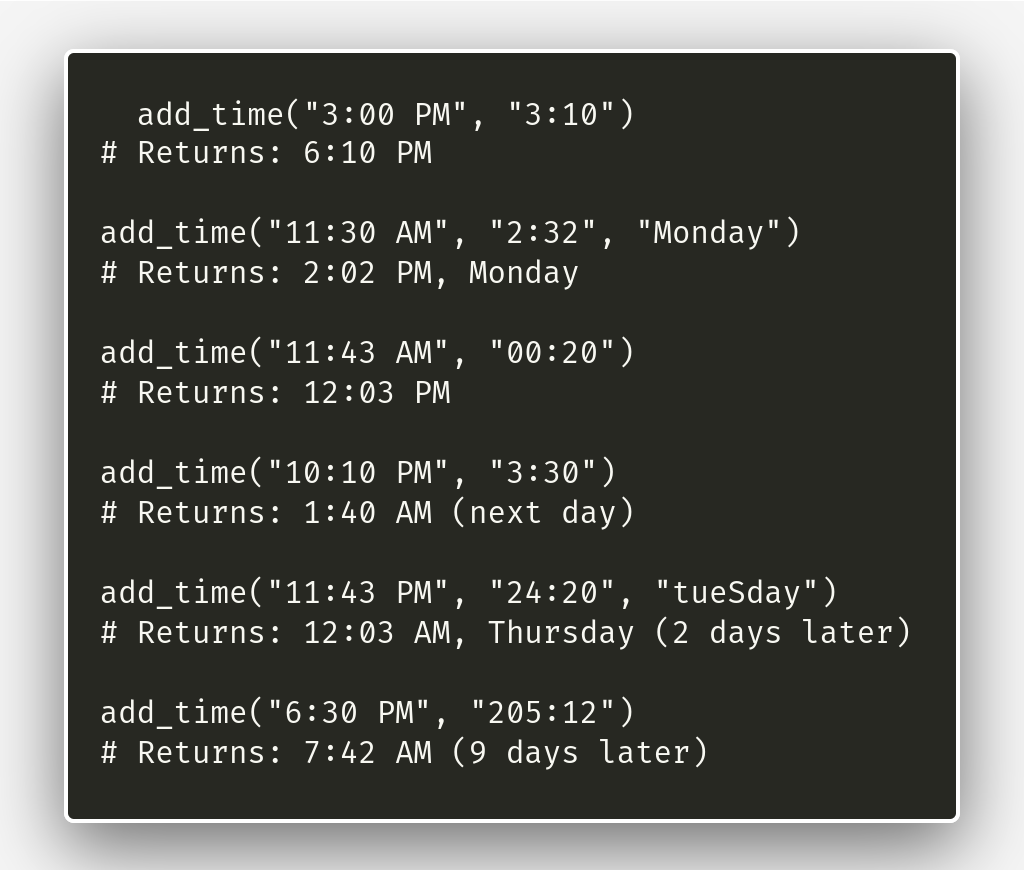 add_time("3:00 PM", "3:10")
# Returns: 6:10 PM
add_time("11:30 AM", "2:32", "Monday")
# Returns: 2:02 PM, Monday
add_time("11:43 AM", "00:20")
# Returns: 12:03 PM
add_time("10:10 PM", "3:30")
# Returns: 1:40 AM (next day)
add_time("11:43 PM", "24:20", "tueSday")
# Returns: 12:03 AM, Thursday (2 days later)
add_time("6:30 PM", "205:12")
# Returns: 7:42 AM (9 days later)